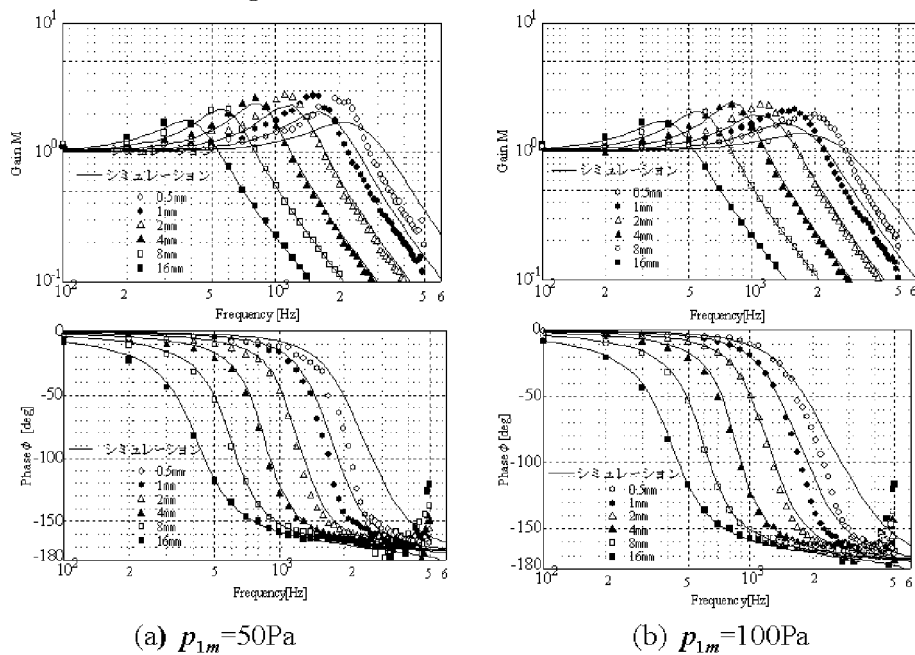 10¹
10⁰
10⁻¹
Gain M
シミュレーション
0.5mm
1mm
2mm
4mm
8mm
16mm
10² 2 5 10³ 2 5 6
Frequency [Hz]
10¹
10⁰
10⁻¹
Gain M
シミュレーション
0.5mm
1mm
2mm
4mm
8mm
16mm
10² 2 5 10³ 2 5 6
Frequency [Hz]
0
-50
-100
-150
-180
Phase Φ [deg]
シミュレーション
0.5mm
1mm
2mm
4mm
8mm
16mm
10² 2 5 10³ 2 5 6
Frequency[Hz]
0
-50
-100
-150
-180
Phase Φ [deg]
シミュレーション
0.5mm
1mm
2mm
4mm
8mm
16mm
10² 2 5 10³ 2 5 6
Frequency[Hz]
(a) p₁ₘ=50Pa
(b) p₁ₘ=100Pa